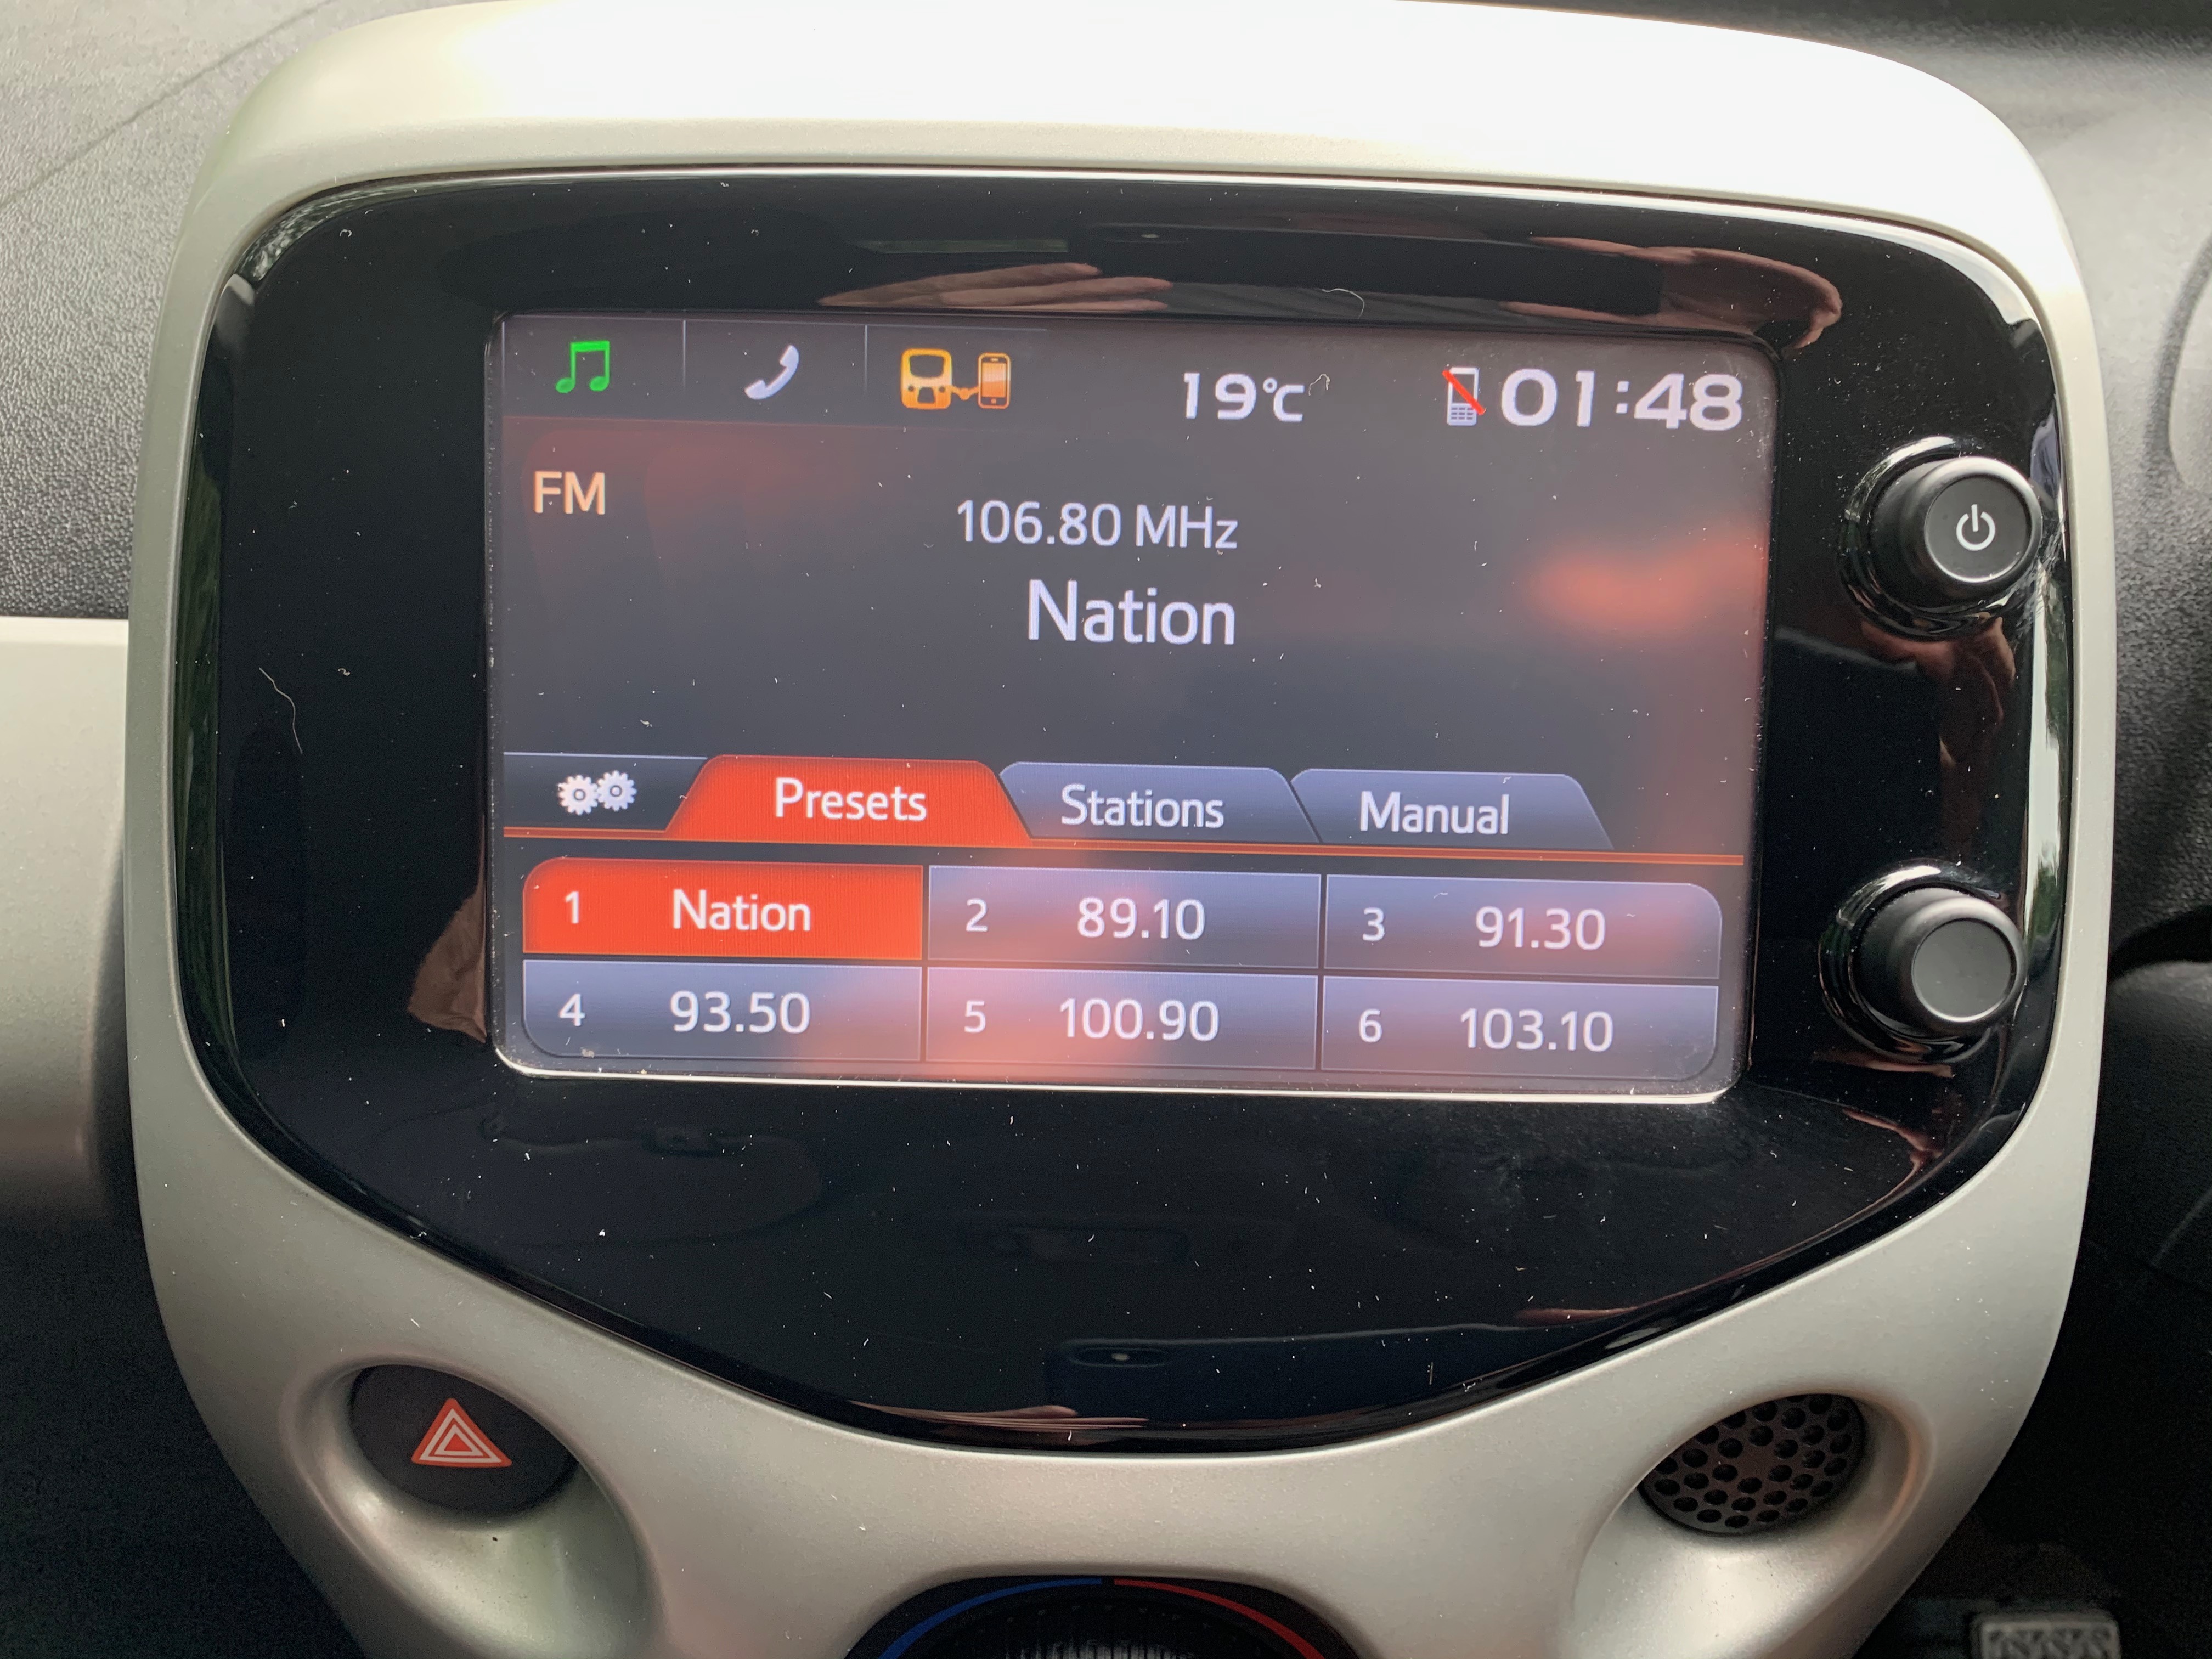 19°C 01:48
FM
106.80 MHz
Nation
Presets Stations Manual
1 Nation 2 89.10 3 91.30
4 93.50 5 100.90 6 103.10